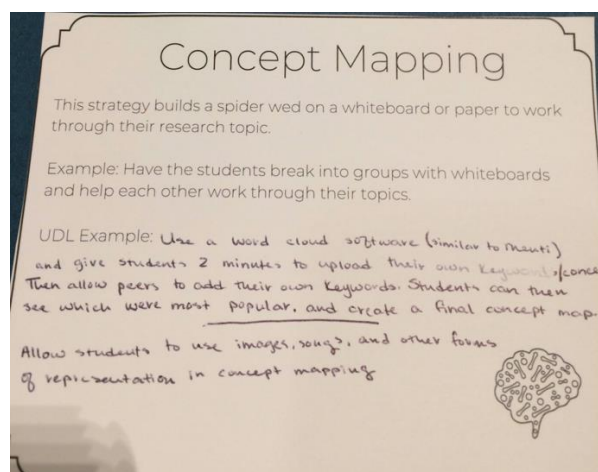 Concept Mapping
This strategy builds a spider wed on a whiteboard or paper to work
through their research topic.
Example: Have the students break into groups with whiteboards
and help each other work through their topics.
UDL Example: Use a word cloud software (similar to menti)
and give students 2 minutes to upload their own keywords/conce
Then allow peers to add their own keywords. Students can then
see which were most popular, and create a final concept map.
Allow students to use images, songs, and other forms
of representation in concept mapping